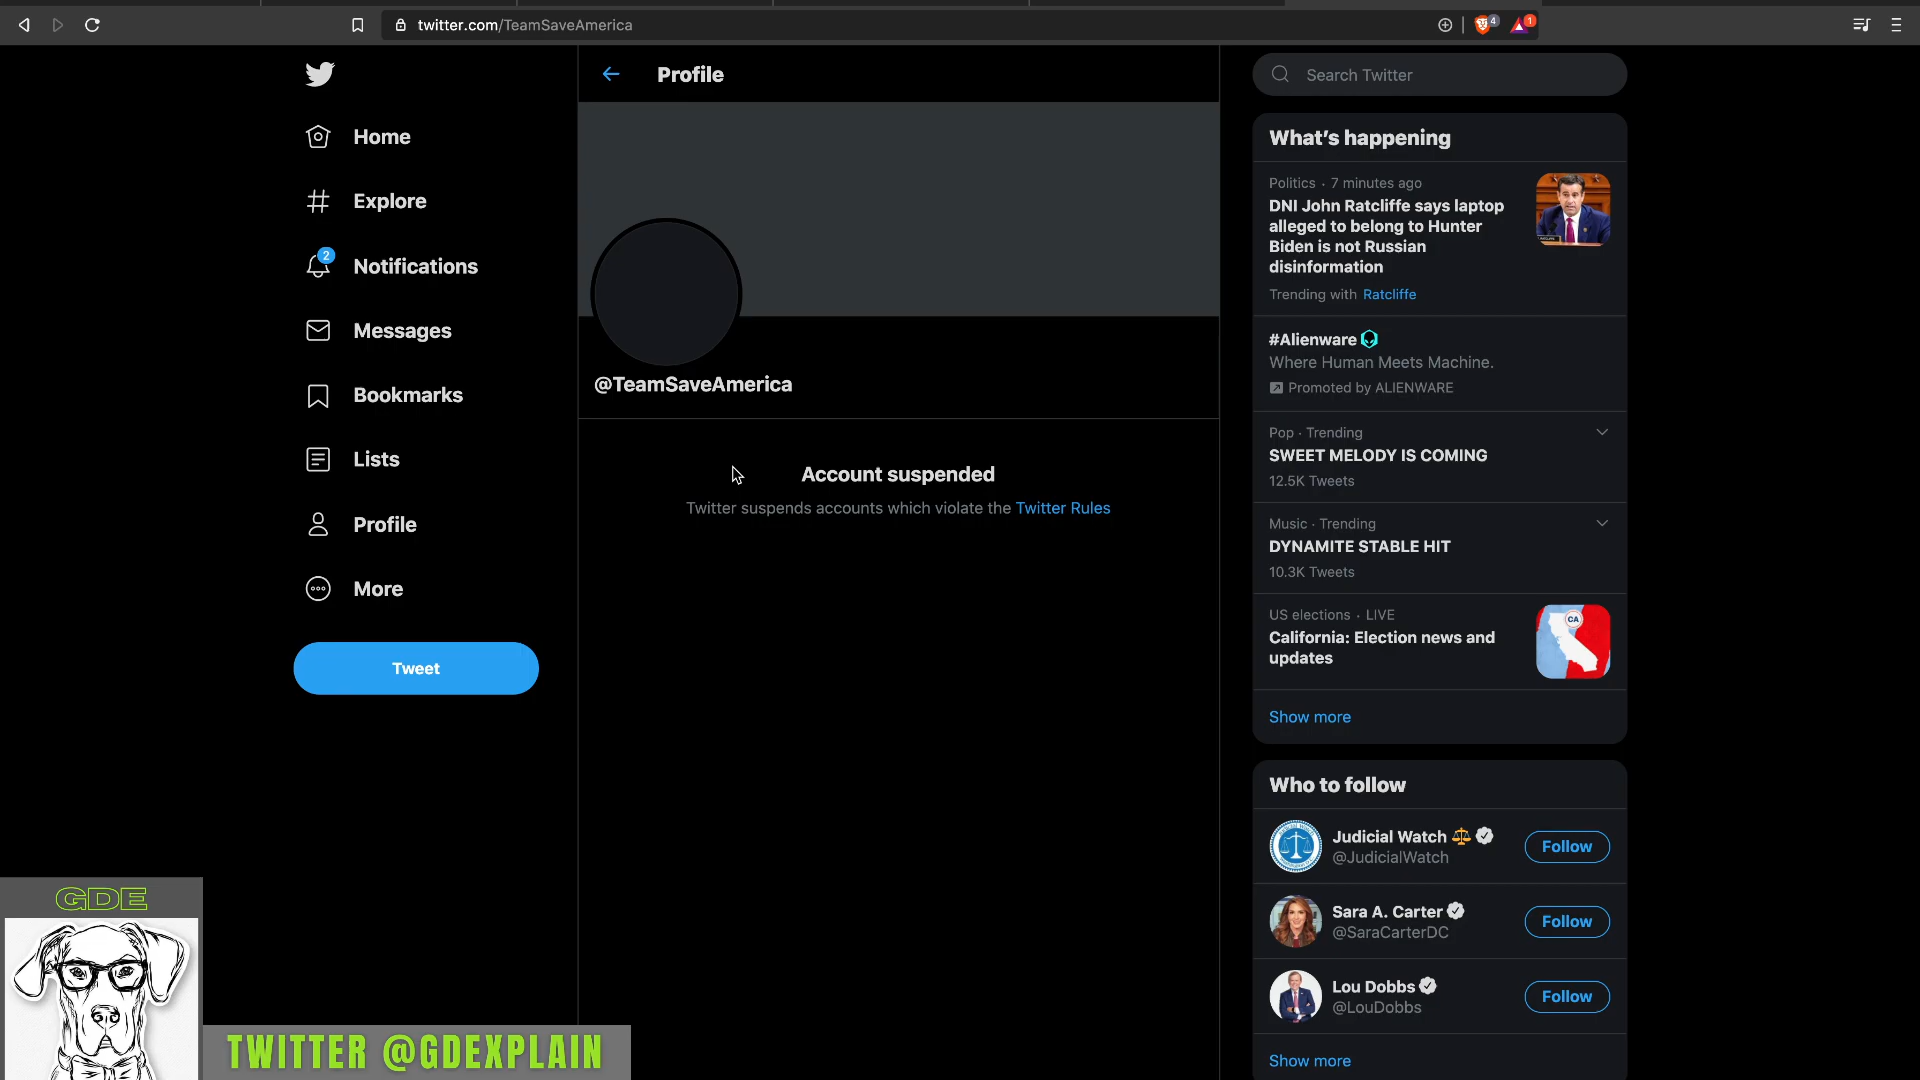 twitter.com/TeamSaveAmerica
4
1
Home
Explore
2
Notifications
Messages
Bookmarks
Lists
Profile
More
Tweet
Profile
@TeamSaveAmerica
Account suspended
Twitter suspends accounts which violate the Twitter Rules
Search Twitter
What's happening
Politics · 7 minutes ago
DNI John Ratcliffe says laptop
alleged to belong to Hunter
Biden is not Russian
disinformation
Trending with Ratcliffe
#Alienware
Where Human Meets Machine.
Promoted by ALIENWARE
Pop · Trending
SWEET MELODY IS COMING
12.5K Tweets
Music · Trending
DYNAMITE STABLE HIT
10.3K Tweets
US elections · LIVE
California: Election news and
updates
CA
Show more
Who to follow
Judicial Watch
@JudicialWatch
Follow
Sara A. Carter
@SaraCarterDC
Follow
Lou Dobbs
@LouDobbs
Follow
Show more
GDE
TWITTER @GDEXPLAIN